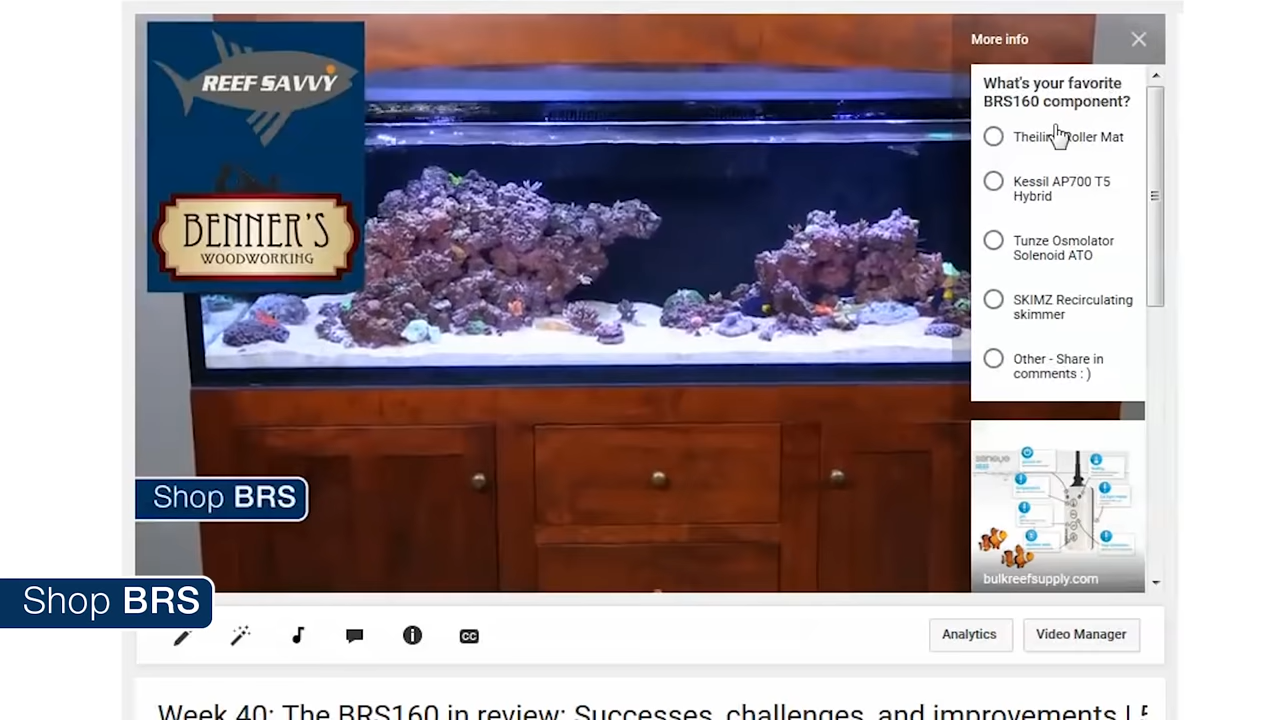 REEF SAVVY
BENNER'S
WOODWORKING
More info
What's your favorite
BRS160 component?
Roller Mat
Kessil AP700 T5
Hybrid
Tunze Osmolator
Solenoid ATO
SKIMZ Recirculating
skimmer
Other - Share in
comments : )
bulkreefsupply.com
Shop BRS
Shop BRS
CC
Analytics
Video Manager
Week 40: The BRS160 in review: Successes, challenges, and improvements |